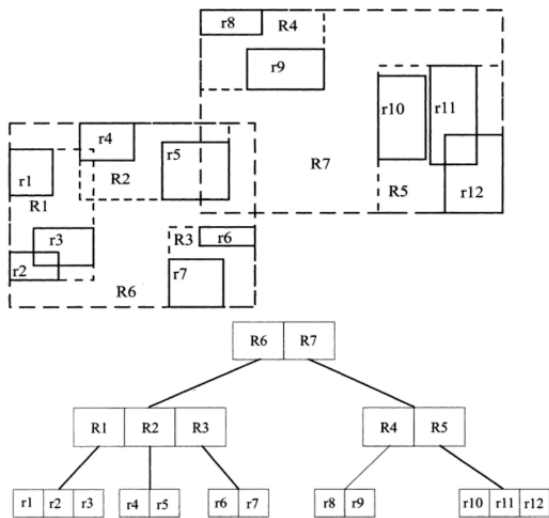 r8 R4
r9
r10 r11
r4
r5 R7
r1 R2 R5 r12
R1
r3 R3 r6
r2 r7
R6
R6 R7
R1 R2 R3 R4 R5
r1 r2 r3 r4 r5 r6 r7 r8 r9 r10 r11 r12